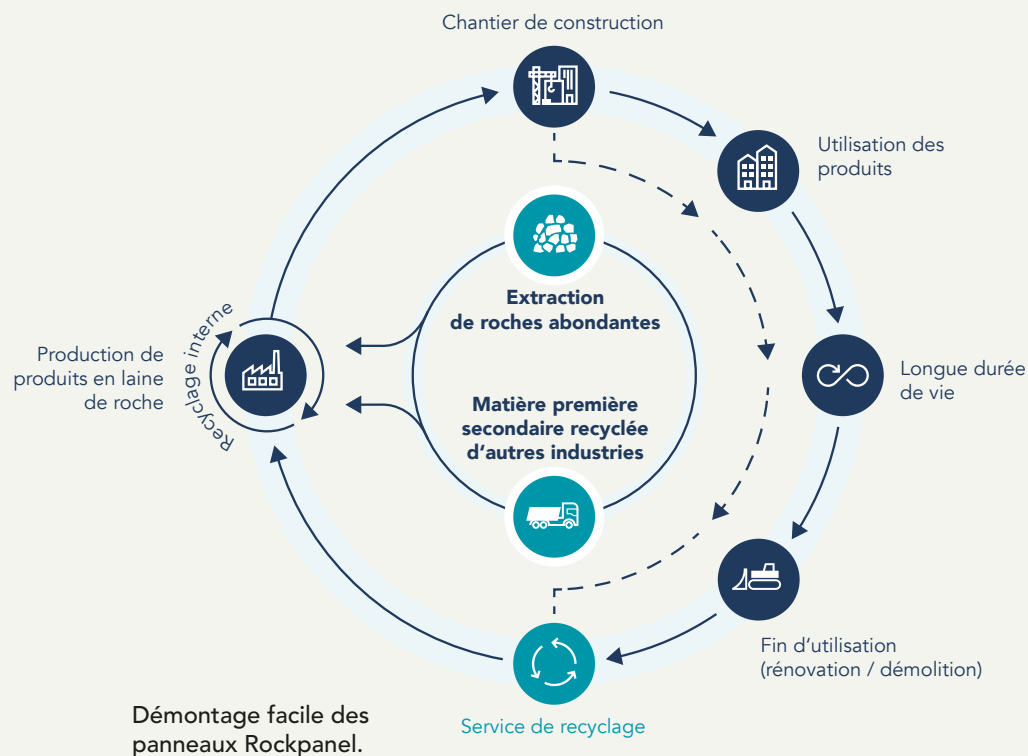 Chantier de construction
Utilisation des
produits
Extraction
de roches abondantes
Recyclage interne
Production de
produits en laine
de roche
Longue durée
de vie
Matière première
secondaire recyclée
d'autres industries
Fin d'utilisation
(rénovation / démolition)
Service de recyclage
Démontage facile des
panneaux Rockpanel.